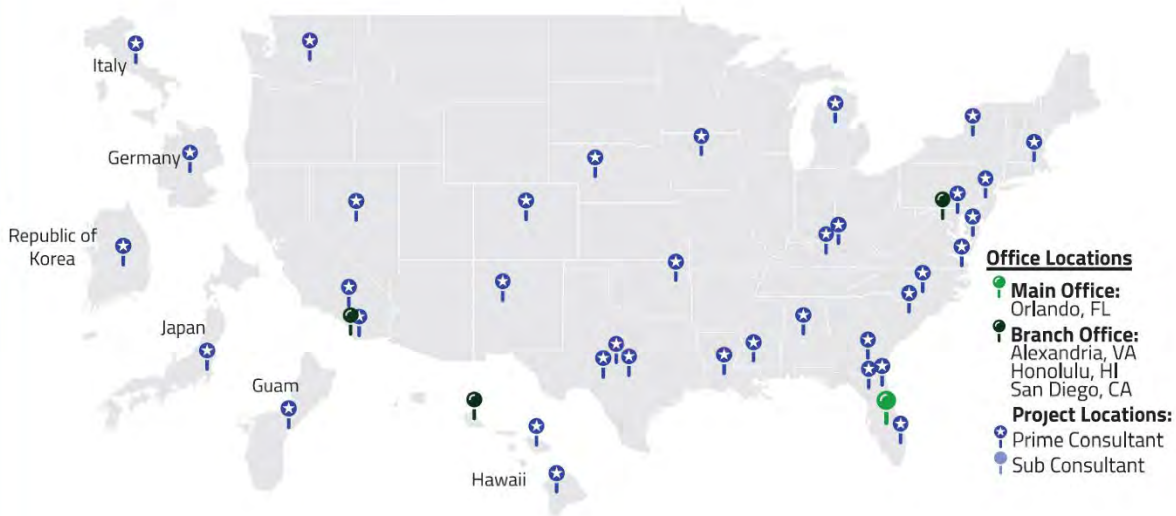 Italy
Germany
Republic of
Korea
Japan
Guam
Hawaii
Office Locations
Main Office:
Orlando, FL
Branch Office:
Alexandria, VA
Honolulu, HI
San Diego, CA
Project Locations:
Prime Consultant
Sub Consultant